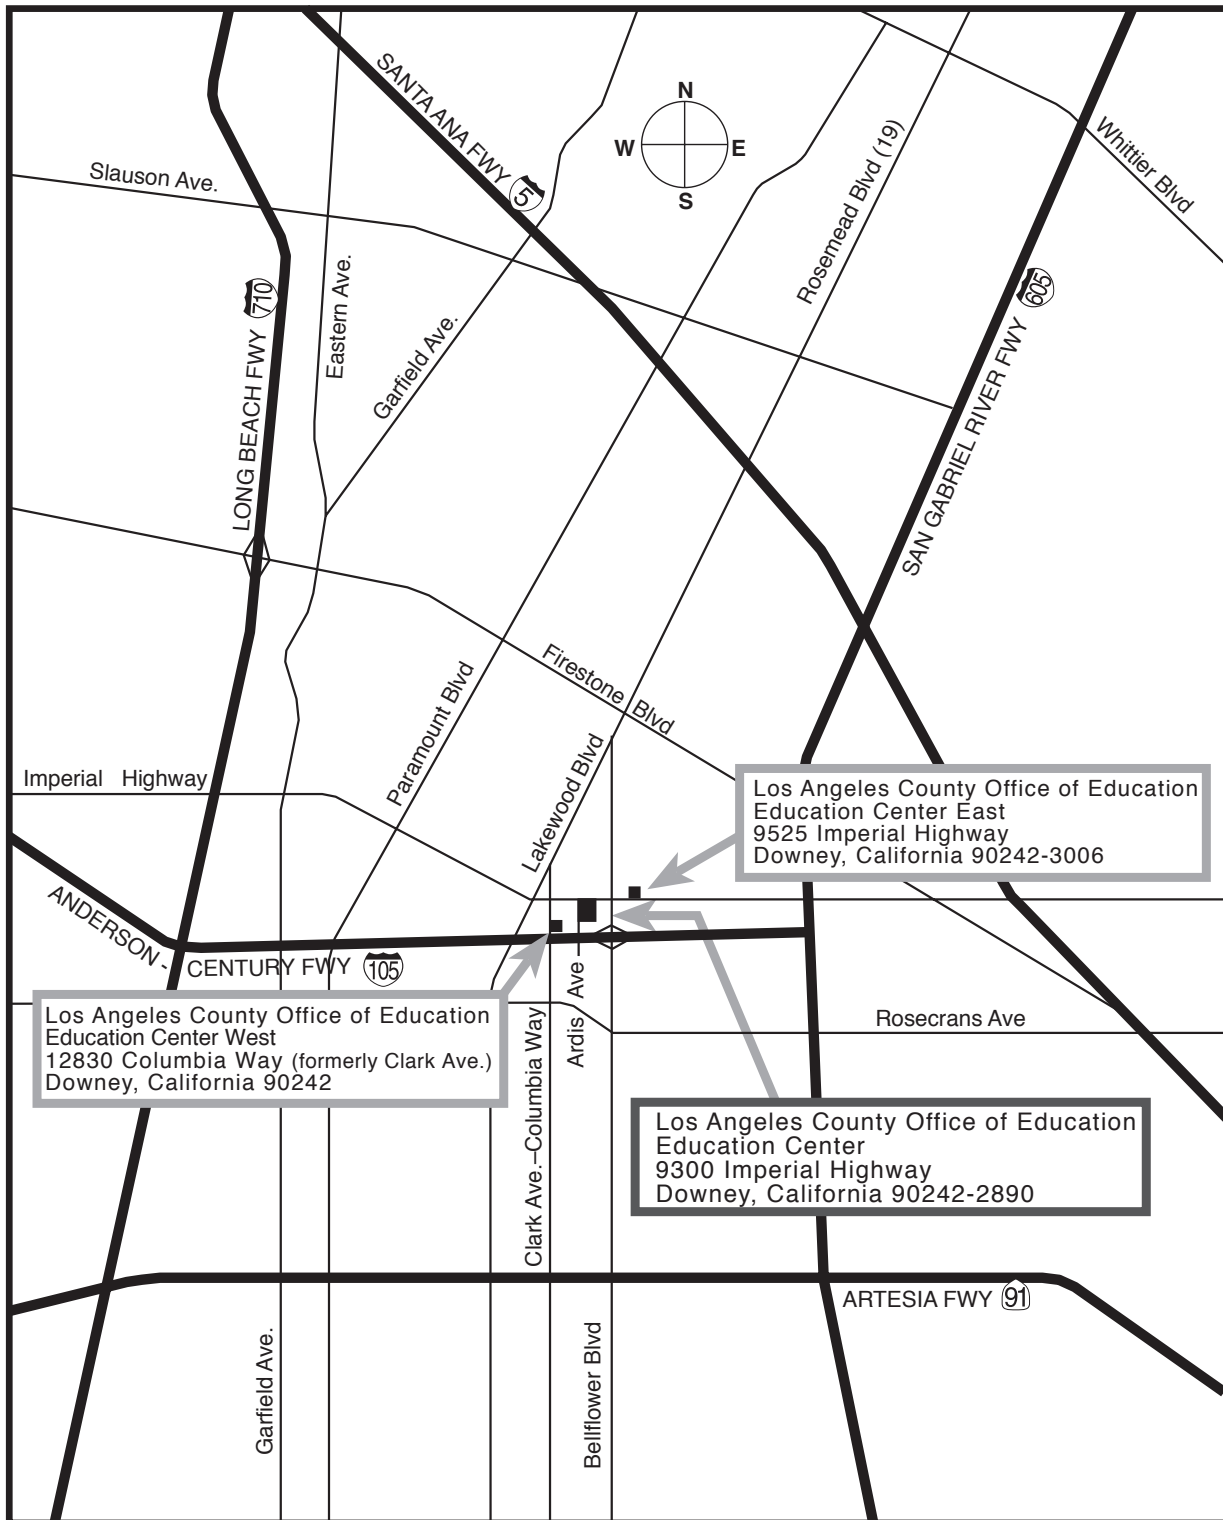 N
W E
S
SANTA ANA FWY 5
Rosemead Blvd (19)
Whittier Blvd
Slauson Ave.
LONG BEACH FWY 710
Eastern Ave.
Garfield Ave.
SAN GABRIEL RIVER FWY 605
Firestone Blvd
Paramount Blvd
Lakewood Blvd
Imperial Highway
Los Angeles County Office of Education
Education Center East
9525 Imperial Highway
Downey, California 90242-3006
ANDERSON -
CENTURY FWY 105
Los Angeles County Office of Education
Education Center West
12830 Columbia Way (formerly Clark Ave.)
Downey, California 90242
Clark Ave.–Columbia Way
Ardis Ave
Rosecrans Ave
Los Angeles County Office of Education
Education Center
9300 Imperial Highway
Downey, California 90242-2890
ARTESIA FWY 91
Garfield Ave.
Bellflower Blvd